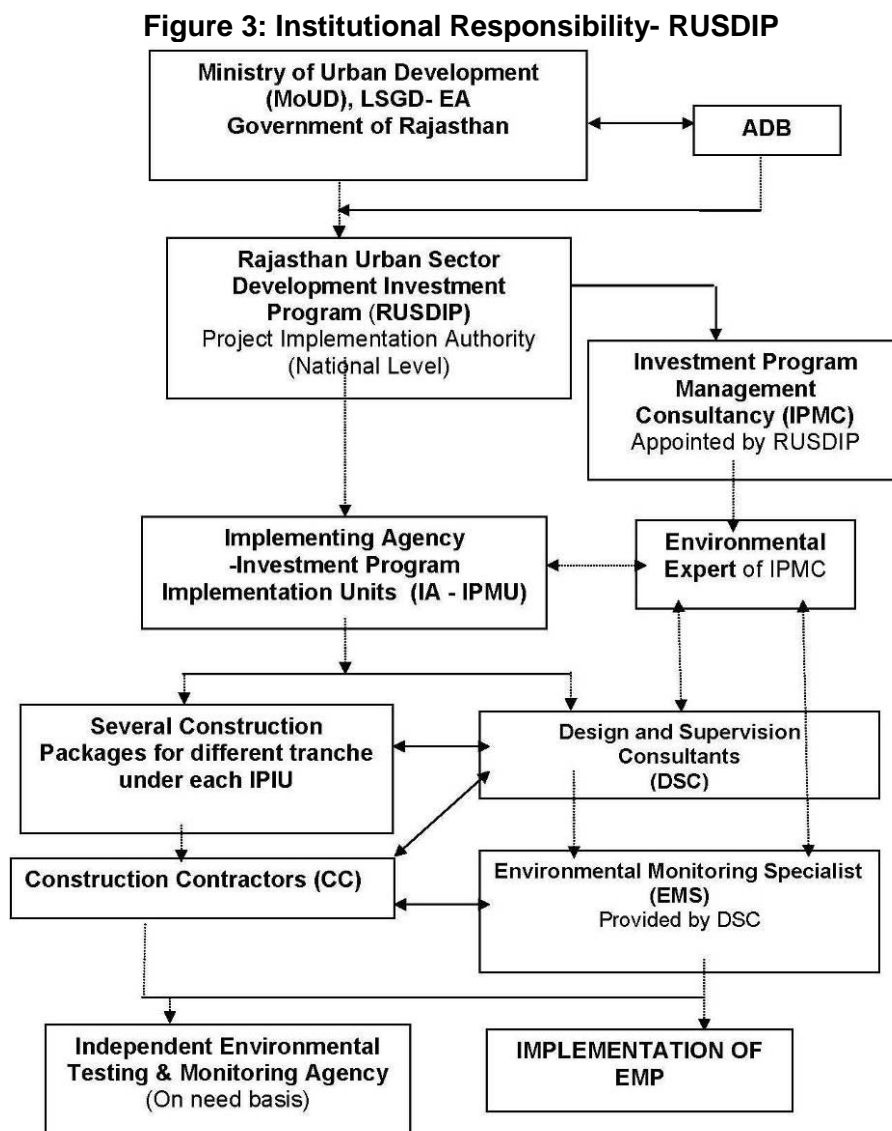 Figure 3: Institutional Responsibility- RUSDIP
Ministry of Urban Development
(MoUD), LSGD- EA
Government of Rajasthan
ADB
Rajasthan Urban Sector
Development Investment
Program (RUSDIP)
Project Implementation Authority
(National Level)
Investment Program
Management
Consultancy (IPMC)
Appointed by RUSDIP
Implementing Agency
-Investment Program
Implementation Units (IA - IPMU)
Environmental
Expert of IPMC
Several Construction
Packages for different tranche
under each IPIU
Design and Supervision
Consultants
(DSC)
Construction Contractors (CC)
Environmental Monitoring Specialist
(EMS)
Provided by DSC
Independent Environmental
Testing & Monitoring Agency
(On need basis)
IMPLEMENTATION OF
EMP